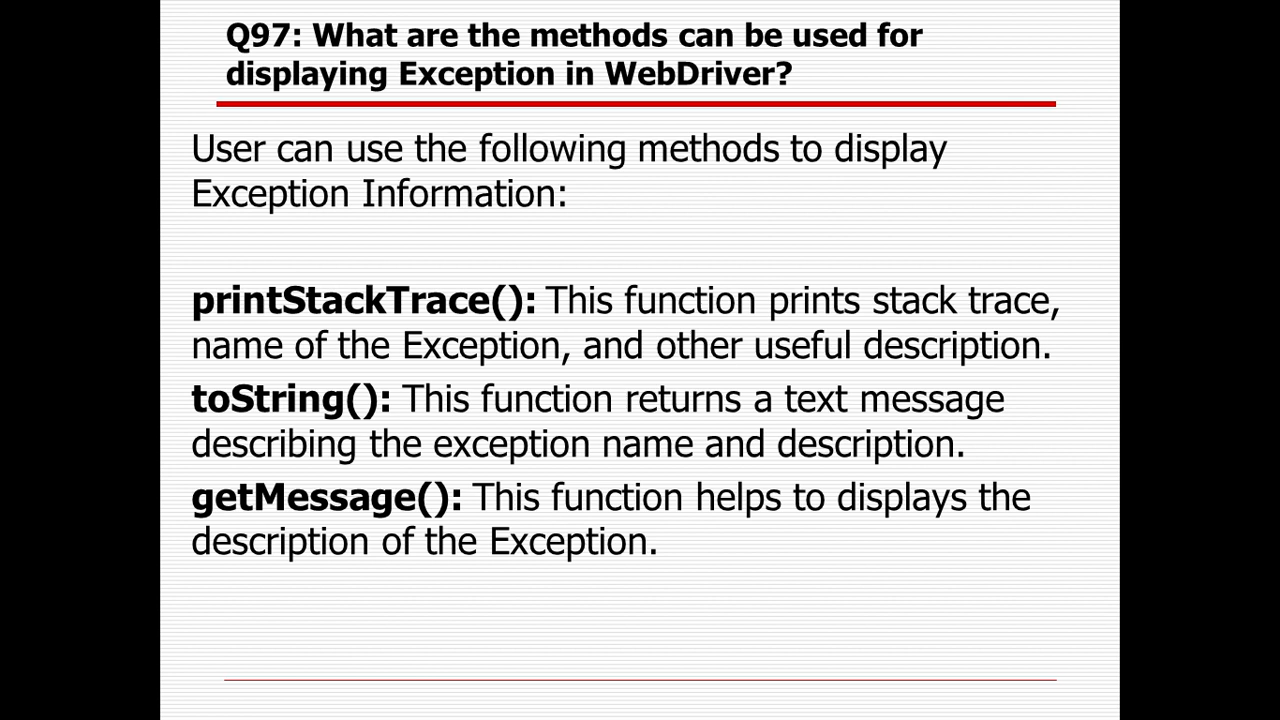 Q97: What are the methods can be used for
displaying Exception in WebDriver?
User can use the following methods to display
Exception Information:
printStackTrace(): This function prints stack trace,
name of the Exception, and other useful description.
toString(): This function returns a text message
describing the exception name and description.
getMessage(): This function helps to displays the
description of the Exception.